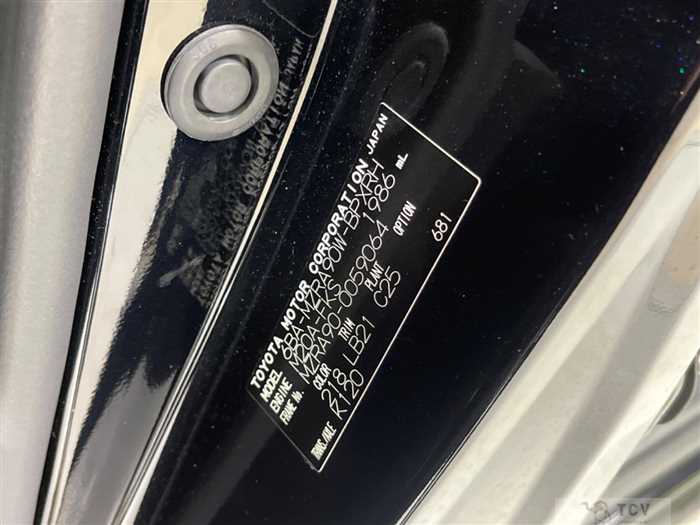 TOYOTA MOTOR CORPORATION JAPAN
MODEL 6BA-MZRA90W-BPXRH
ENGINE M20A-FKS 1986 mL
FRAME No. MZRA90-0059064
COLOR TRIM PLANT OPTION
218 LB21 C25 681
TRANS./AXLE K120
TCV